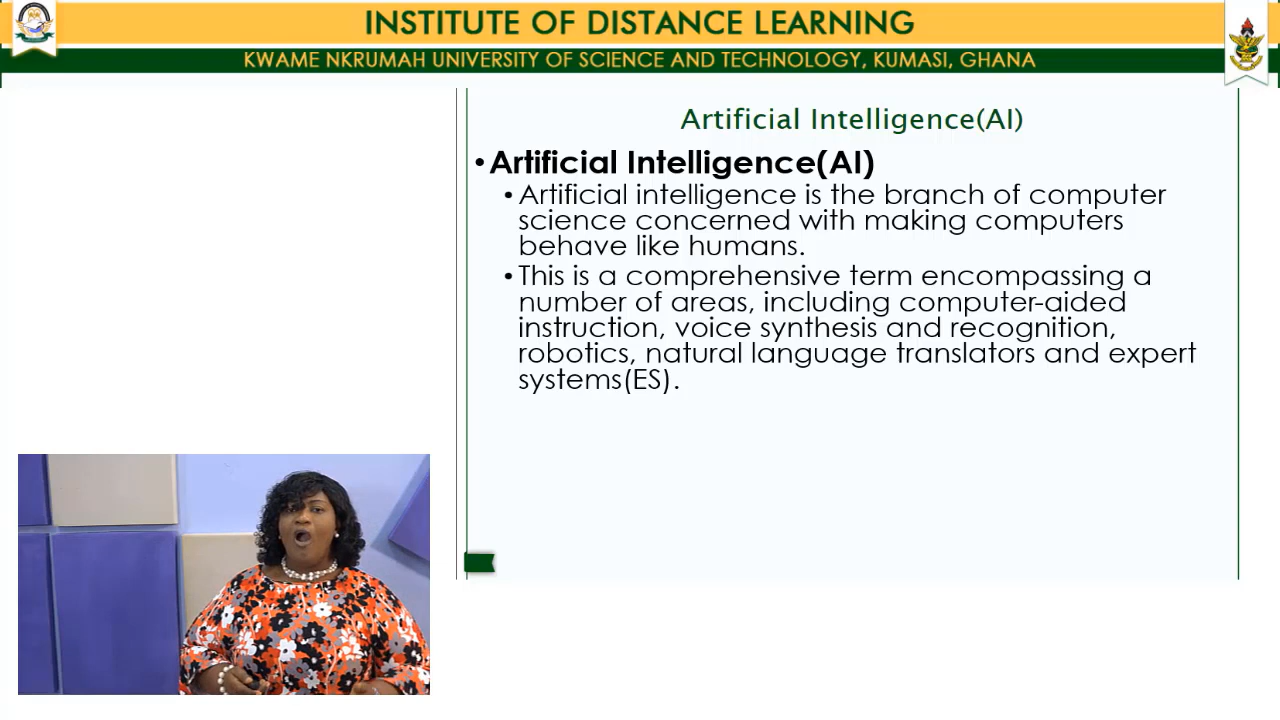 INSTITUTE OF DISTANCE LEARNING
KWAME NKRUMAH UNIVERSITY OF SCIENCE AND TECHNOLOGY, KUMASI, GHANA
Artificial Intelligence(AI)
• Artificial Intelligence(AI)
• Artificial intelligence is the branch of computer
science concerned with making computers
behave like humans.
• This is a comprehensive term encompassing a
number of areas, including computer-aided
instruction, voice synthesis and recognition,
robotics, natural language translators and expert
systems(ES).